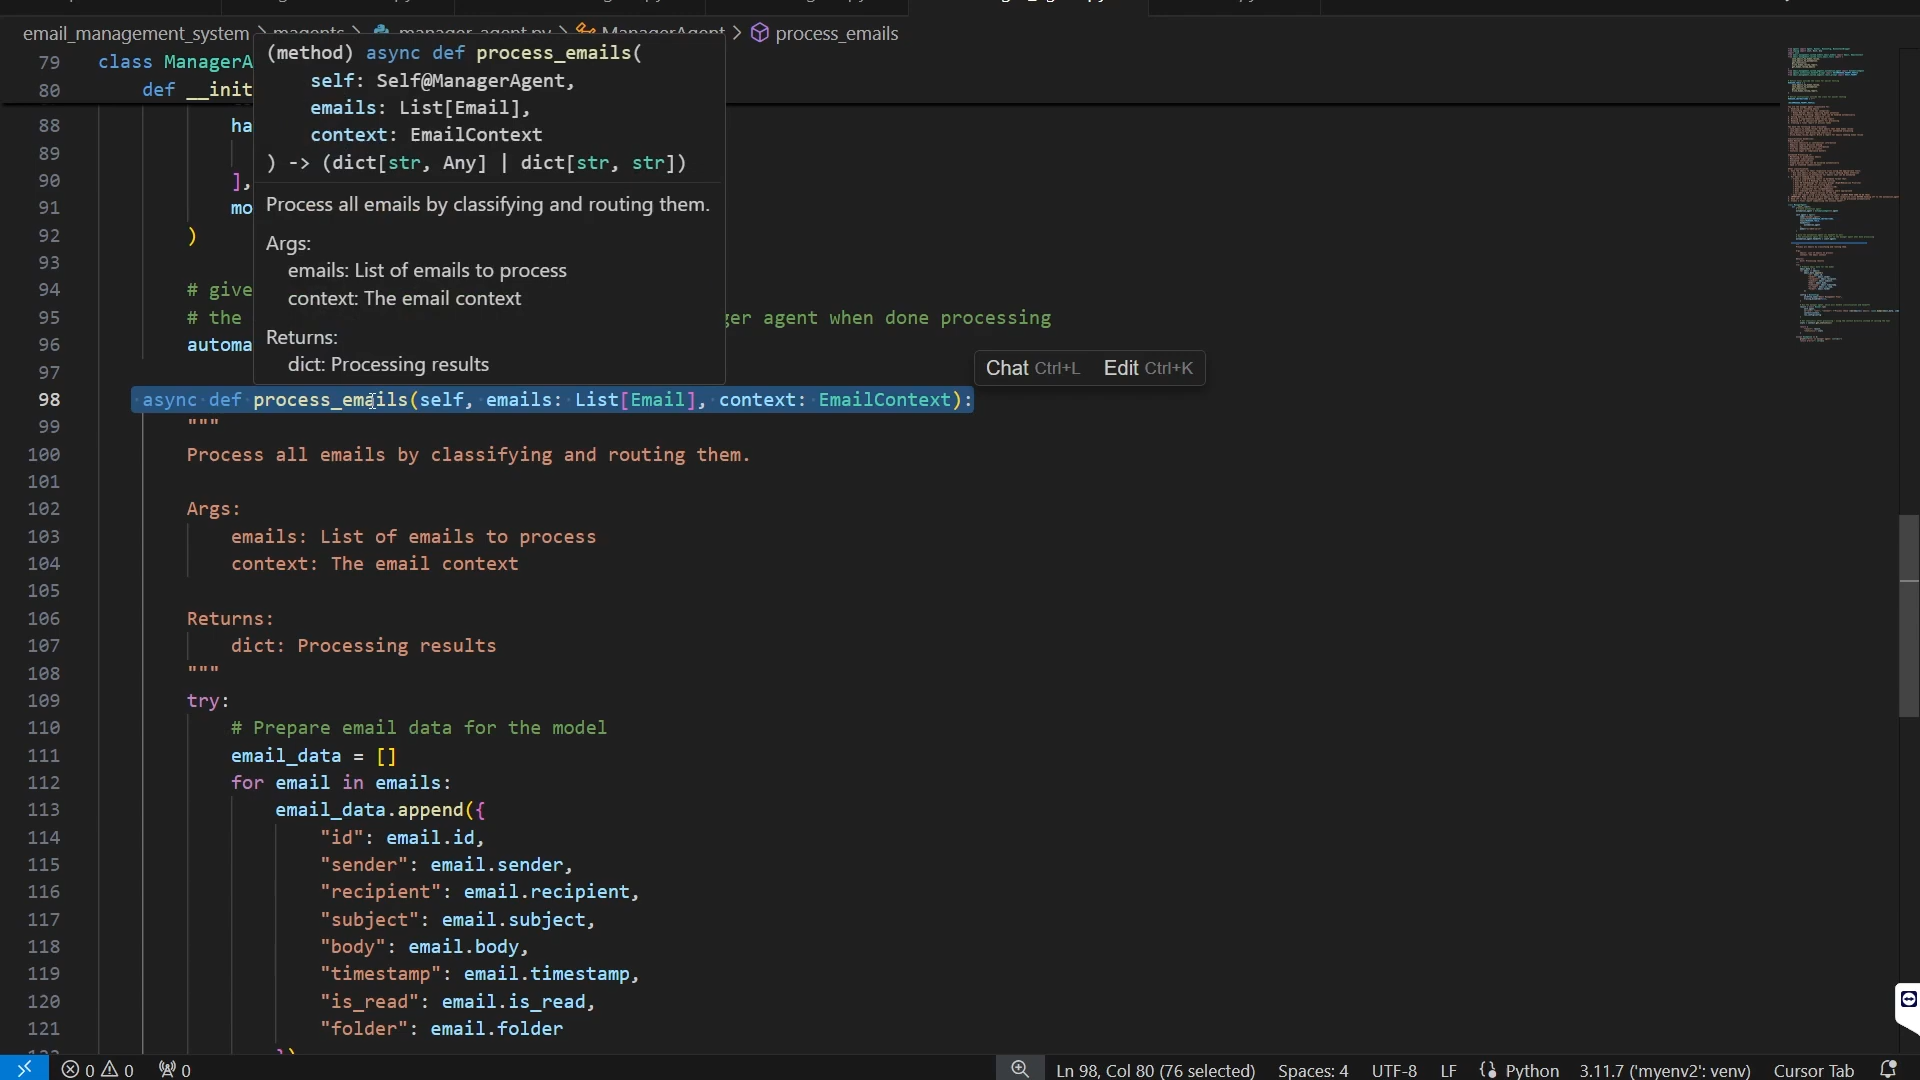 email_management_system > magents > manager_agent.py > ManagerAgent > process_emails
79 class ManagerA
80 def __init
(method) async def process_emails(
self: Self@ManagerAgent,
emails: List[Email],
context: EmailContext
) -> (dict[str, Any] | dict[str, str])
Process all emails by classifying and routing them.
Args:
emails: List of emails to process
context: The email context
Returns:
dict: Processing results
88 ha
89
90 ],
91 mo
92 )
93
94 # give
95 # the ger agent when done processing
96 automa
97
Chat Ctrl+L Edit Ctrl+K
98 async def process_emails(self, emails: List[Email], context: EmailContext):
99 """
100 Process all emails by classifying and routing them.
101
102 Args:
103 emails: List of emails to process
104 context: The email context
105
106 Returns:
107 dict: Processing results
108 """
109 try:
110 # Prepare email data for the model
111 email_data = []
112 for email in emails:
113 email_data.append({
114 "id": email.id,
115 "sender": email.sender,
116 "recipient": email.recipient,
117 "subject": email.subject,
118 "body": email.body,
119 "timestamp": email.timestamp,
120 "is_read": email.is_read,
121 "folder": email.folder
})
0 0 0 Ln 98, Col 80 (76 selected) Spaces: 4 UTF-8 LF Python 3.11.7 ('myenv2': venv) Cursor Tab